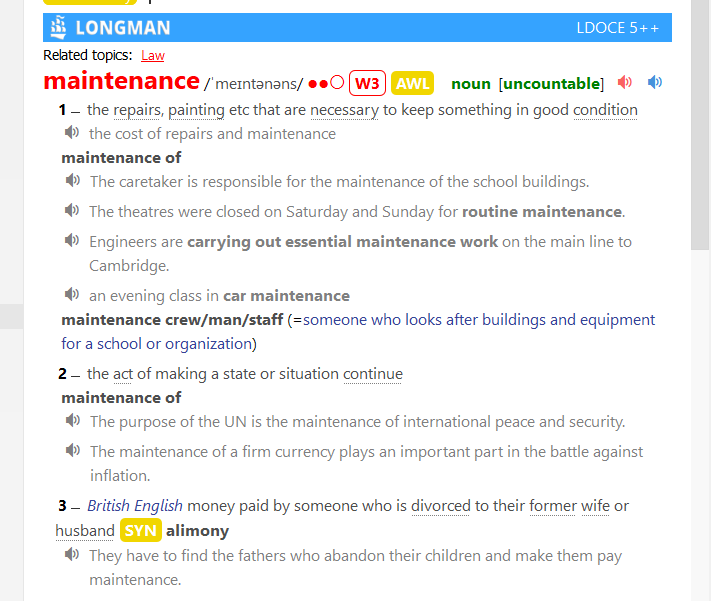 LONGMAN LDOCE 5++
Related topics: Law
maintenance /ˈmeɪntənəns/ ●●○ W3 AWL noun [uncountable]
1 – the repairs, painting etc that are necessary to keep something in good condition
the cost of repairs and maintenance
maintenance of
The caretaker is responsible for the maintenance of the school buildings.
The theatres were closed on Saturday and Sunday for routine maintenance.
Engineers are carrying out essential maintenance work on the main line to
Cambridge.
an evening class in car maintenance
maintenance crew/man/staff (=someone who looks after buildings and equipment
for a school or organization)
2 – the act of making a state or situation continue
maintenance of
The purpose of the UN is the maintenance of international peace and security.
The maintenance of a firm currency plays an important part in the battle against
inflation.
3 – British English money paid by someone who is divorced to their former wife or
husband SYN alimony
They have to find the fathers who abandon their children and make them pay
maintenance.